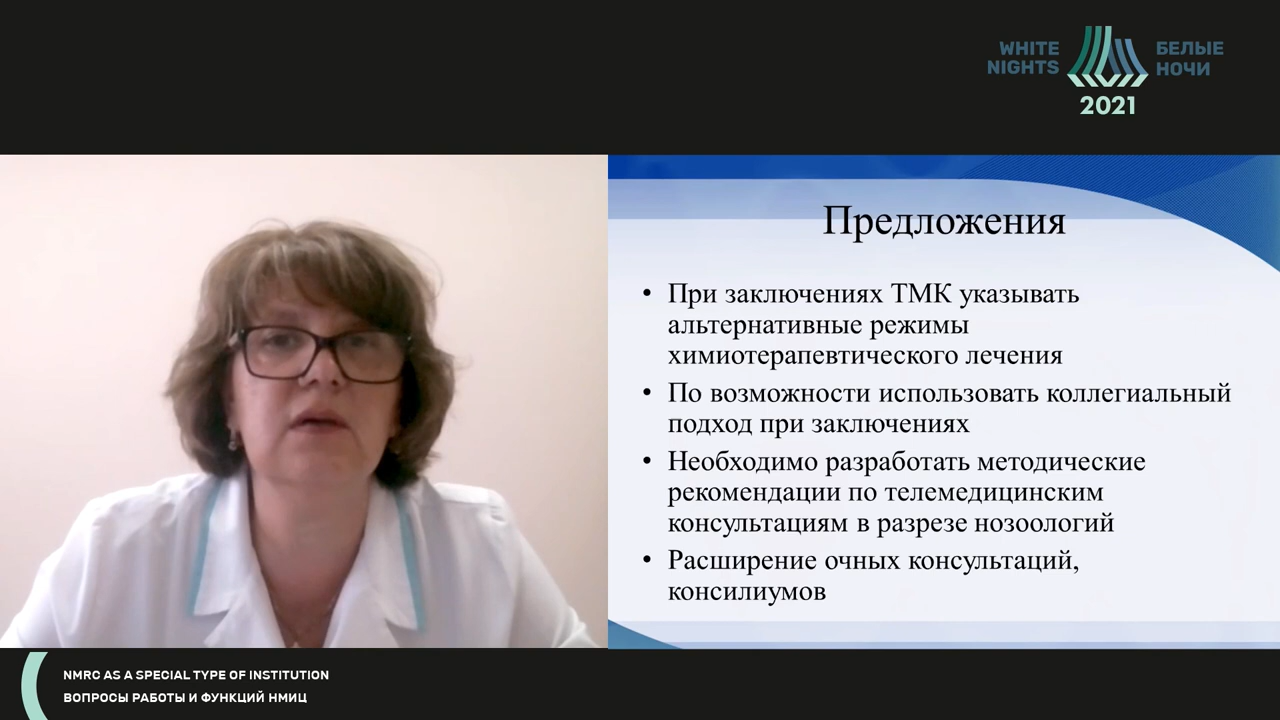 WHITE
NIGHTS
БЕЛЫЕ
НОЧИ
2021
Предложения
• При заключениях ТМК указывать
альтернативные режимы
химиотерапевтического лечения
• По возможности использовать коллегиальный
подход при заключениях
• Необходимо разработать методические
рекомендации по телемедицинским
консультациям в разрезе нозоологий
• Расширение очных консультаций,
консилиумов
NMRC AS A SPECIAL TYPE OF INSTITUTION
ВОПРОСЫ РАБОТЫ И ФУНКЦИЙ НМИЦ